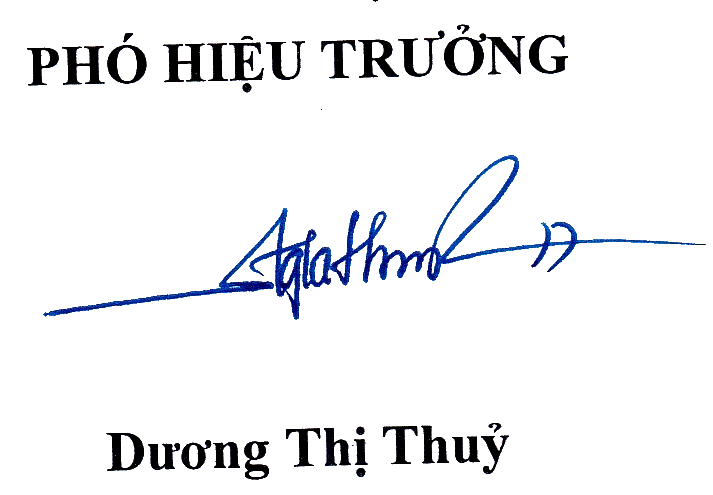 PHÓ HIỆU TRƯỞNG
Dương Thị Thuỷ